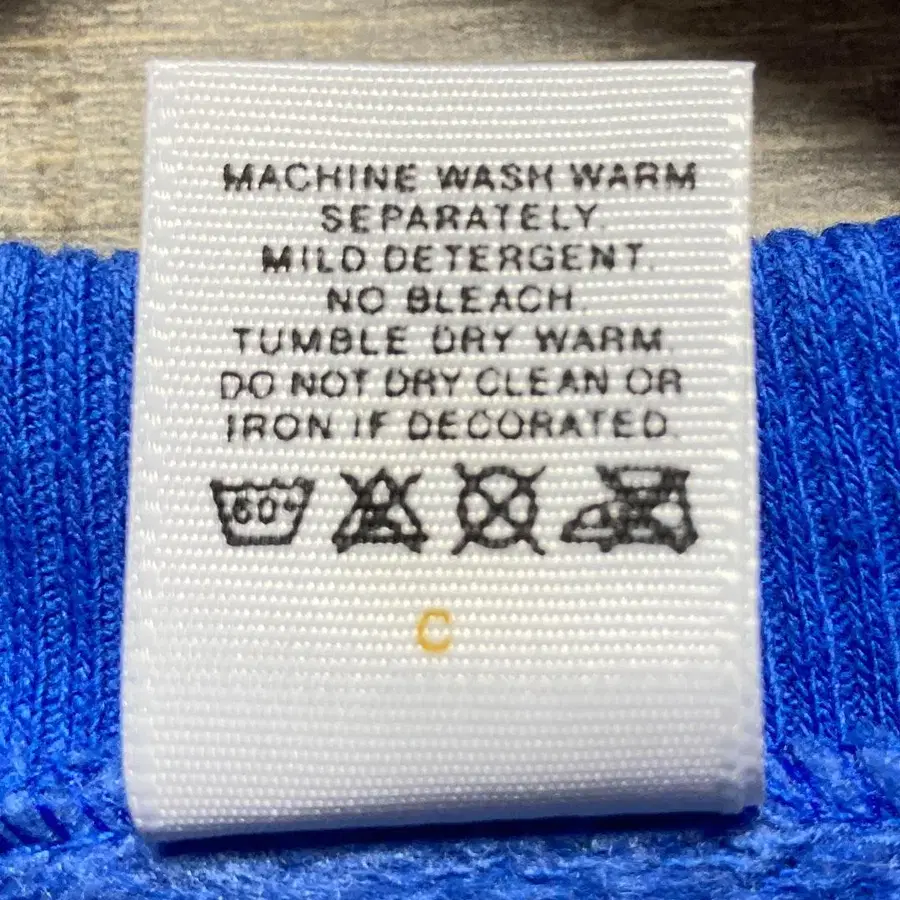 MACHINE WASH WARM
SEPARATELY.
MILD DETERGENT.
NO BLEACH.
TUMBLE DRY WARM.
DO NOT DRY CLEAN OR
IRON IF DECORATED.
60°
C